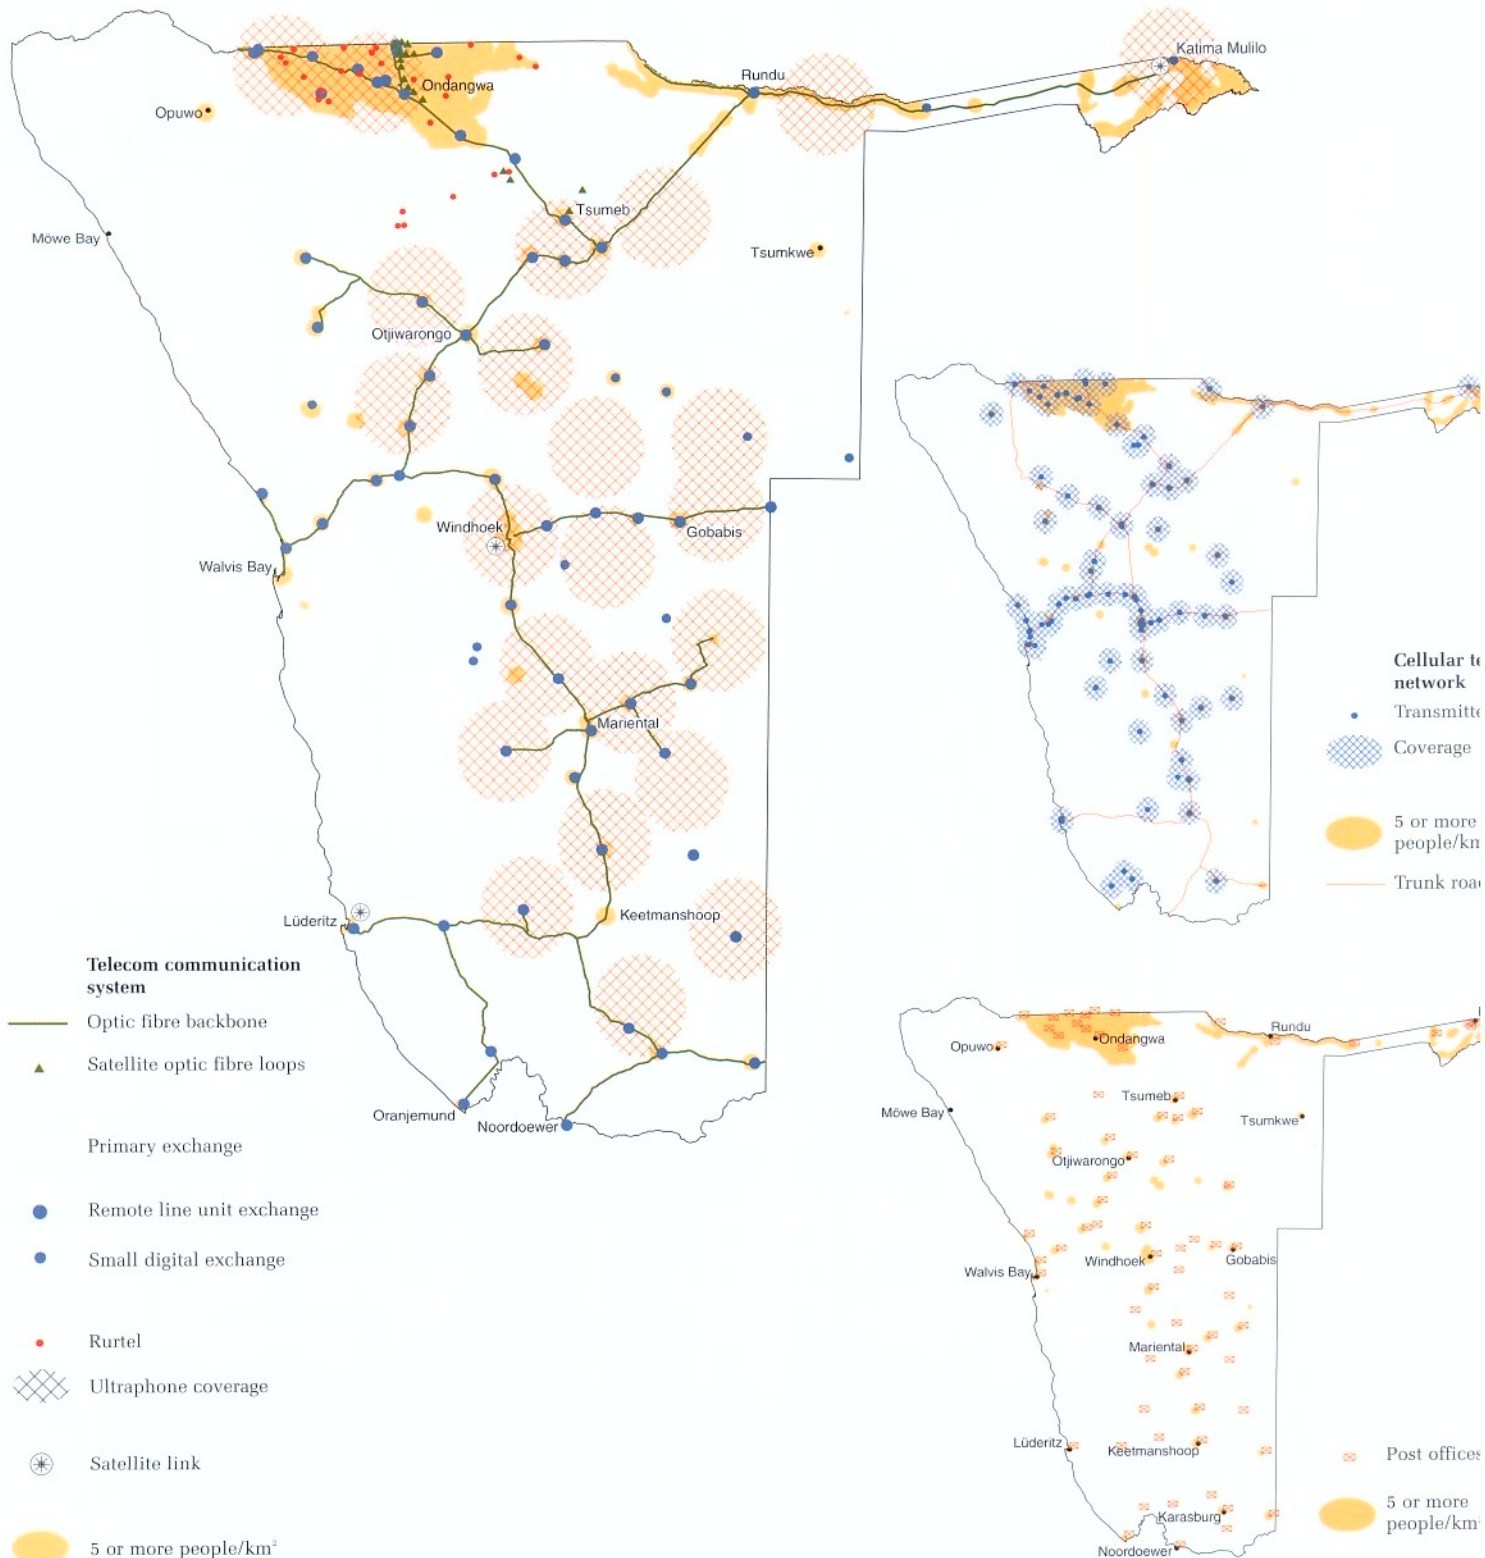 Katima Mulilo
Rundu
Ondangwa
Opuwo
Tsumeb
Möwe Bay
Tsumkwe
Otjiwarongo
Windhoek
Gobabis
Walvis Bay
Mariental
Lüderitz
Keetmanshoop
Oranjemund
Noordoewer
Telecom communication
system
Optic fibre backbone
Satellite optic fibre loops
Primary exchange
Remote line unit exchange
Small digital exchange
Rurtel
Ultraphone coverage
Satellite link
5 or more people/km²
Cellular te
network
Transmitte
Coverage
5 or more
people/km
Trunk roa
Rundu
Opuwo
Ondangwa
Tsumeb
Möwe Bay
Tsumkwe
Otjiwarongo
Windhoek
Gobabis
Walvis Bay
Mariental
Lüderitz
Keetmanshoop
Karasburg
Noordoewer
Post offices
5 or more
people/km